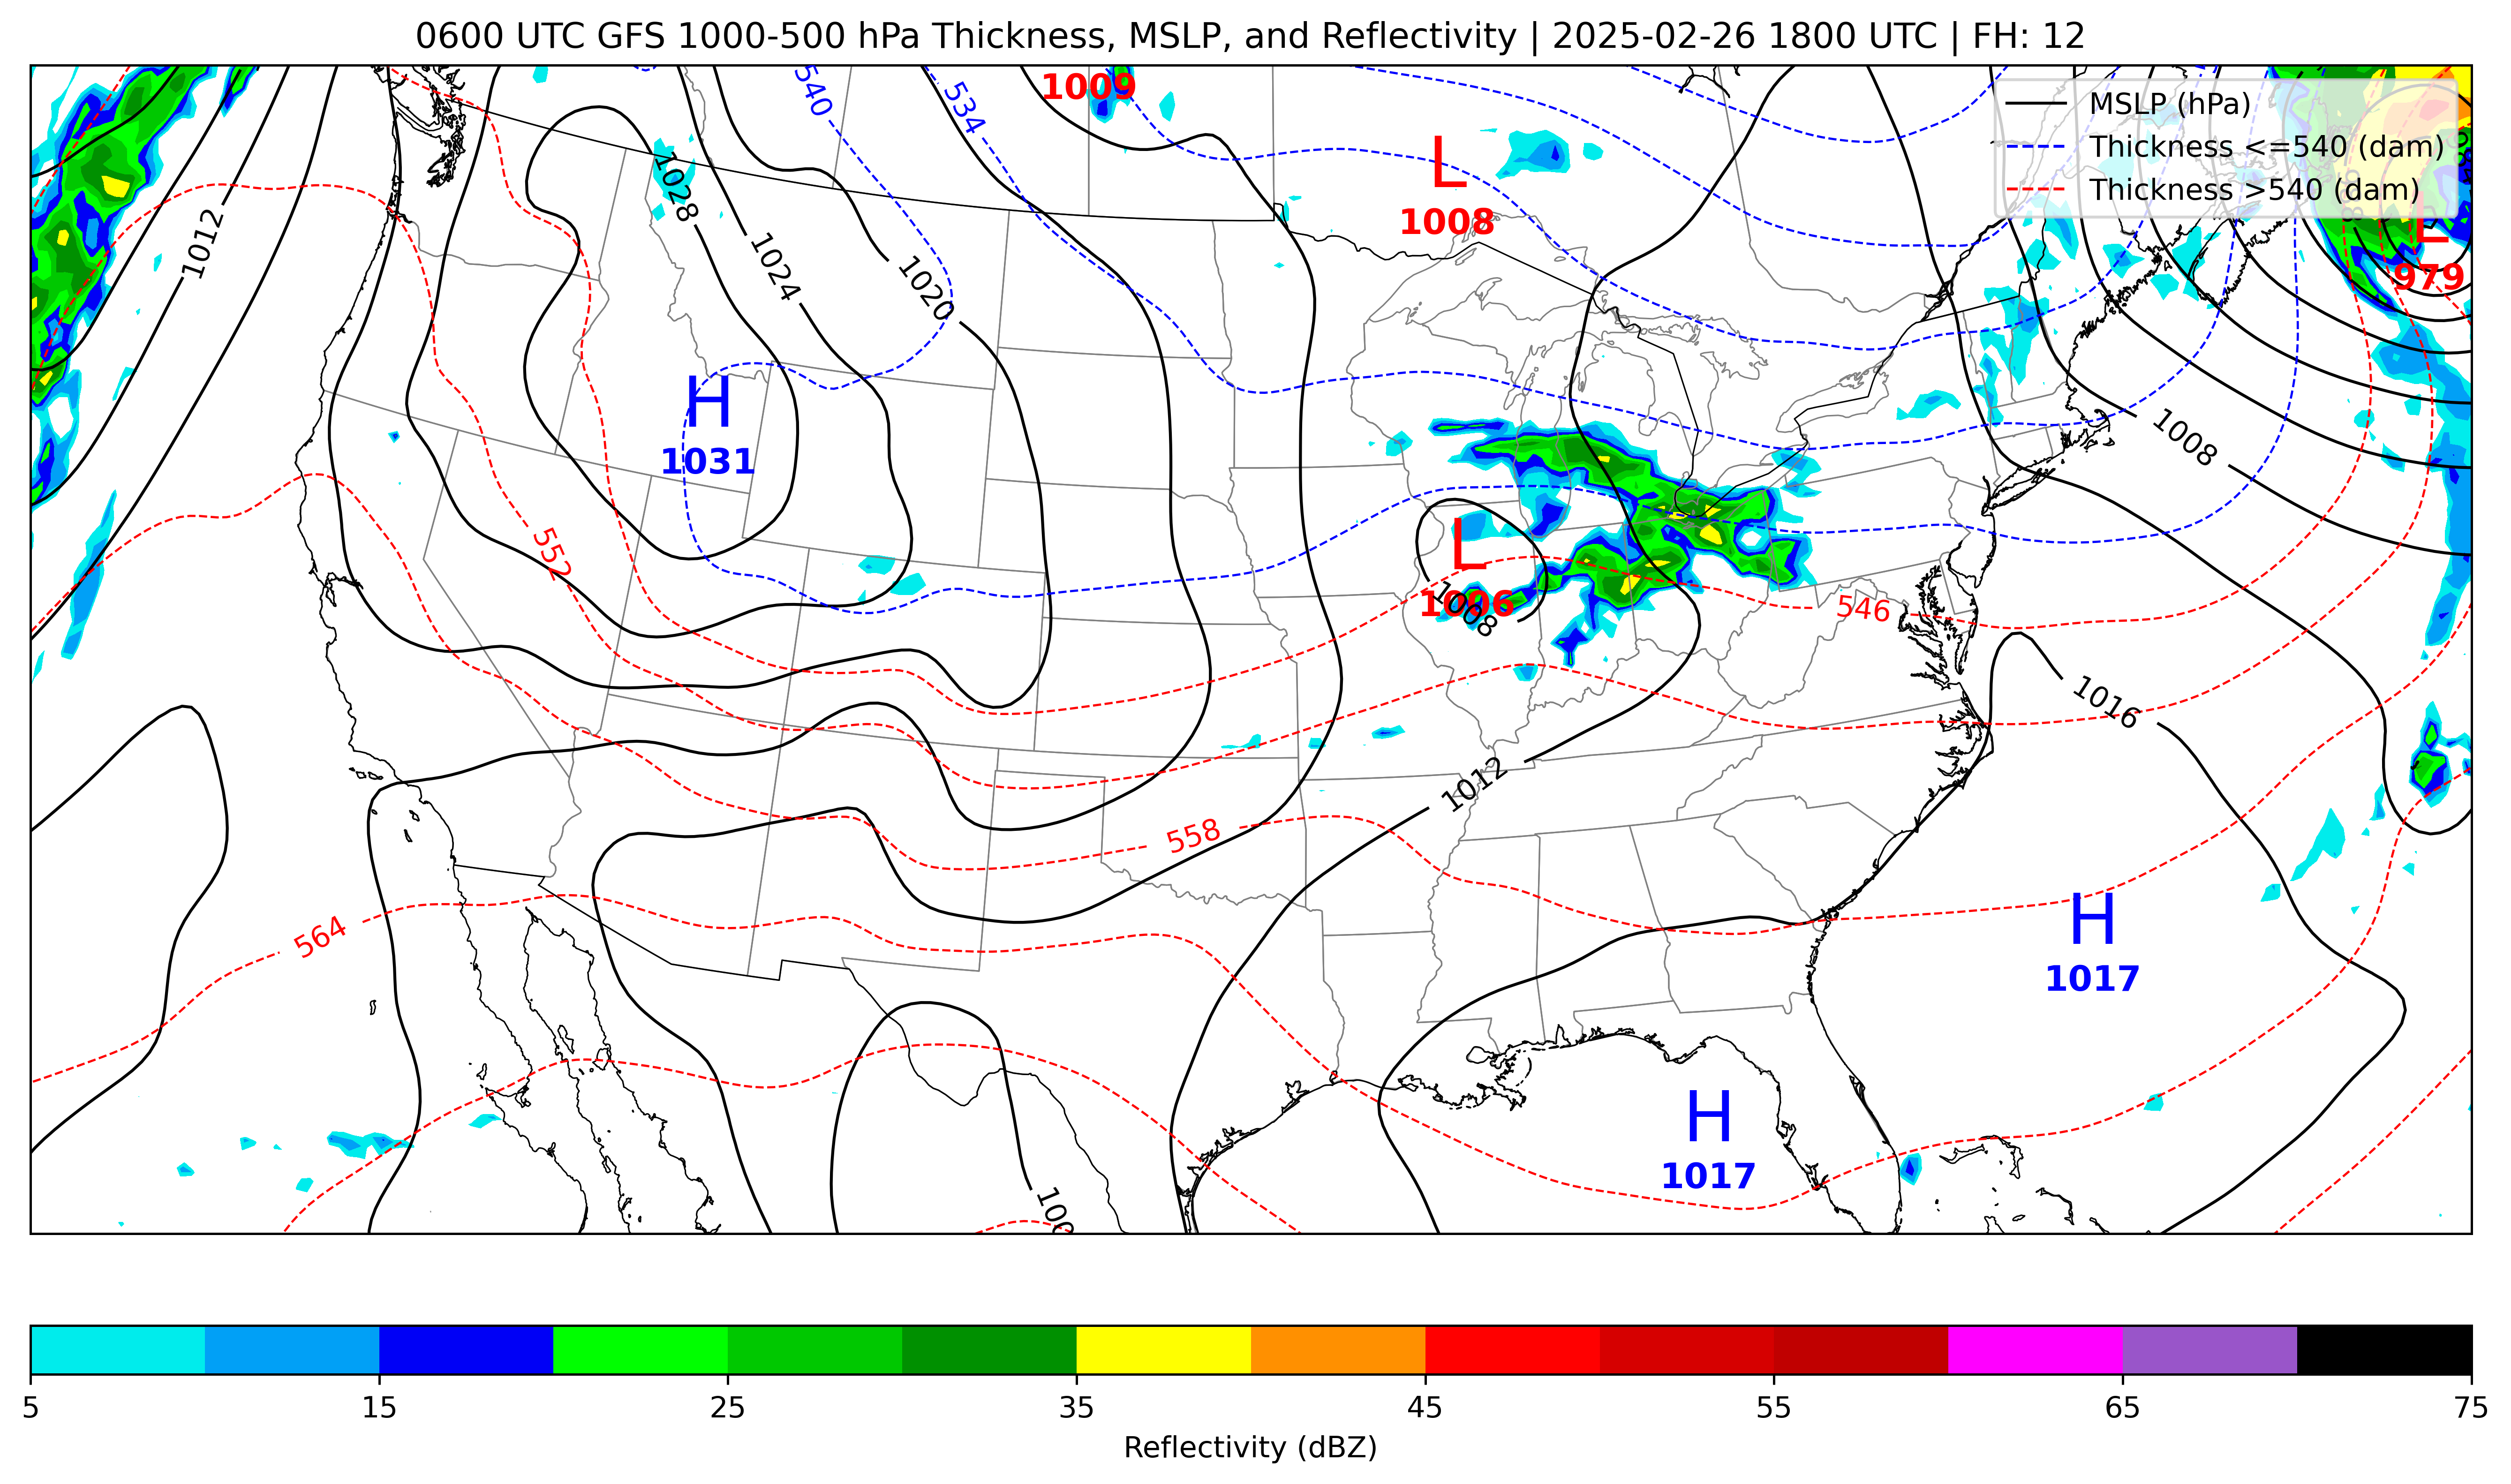 0600 UTC GFS 1000-500 hPa Thickness, MSLP, and Reflectivity | 2025-02-26 1800 UTC | FH: 12
MSLP (hPa)
Thickness <=540 (dam)
Thickness >540 (dam)
540
534
1009
L
1008
L
979
1012
1028
1024
1020
H
1031
1008
552
L
1006
1008
546
1016
1012
558
564
H
1017
H
1017
5 15 25 35 45 55 65 75
Reflectivity (dBZ)